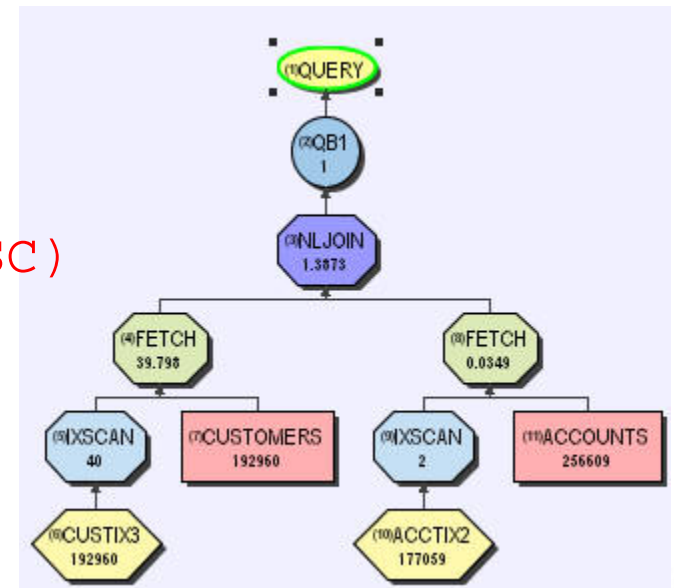 (1)QUERY
(2)QB1
1
SC)
(3)NLJOIN
1.3873
(4)FETCH
39.798
(8)FETCH
0.0349
(5)IXSCAN
40
(7)CUSTOMERS
192960
(9)IXSCAN
2
(11)ACCOUNTS
256609
(6)CUSTIX3
192960
(10)ACCTIX2
177059